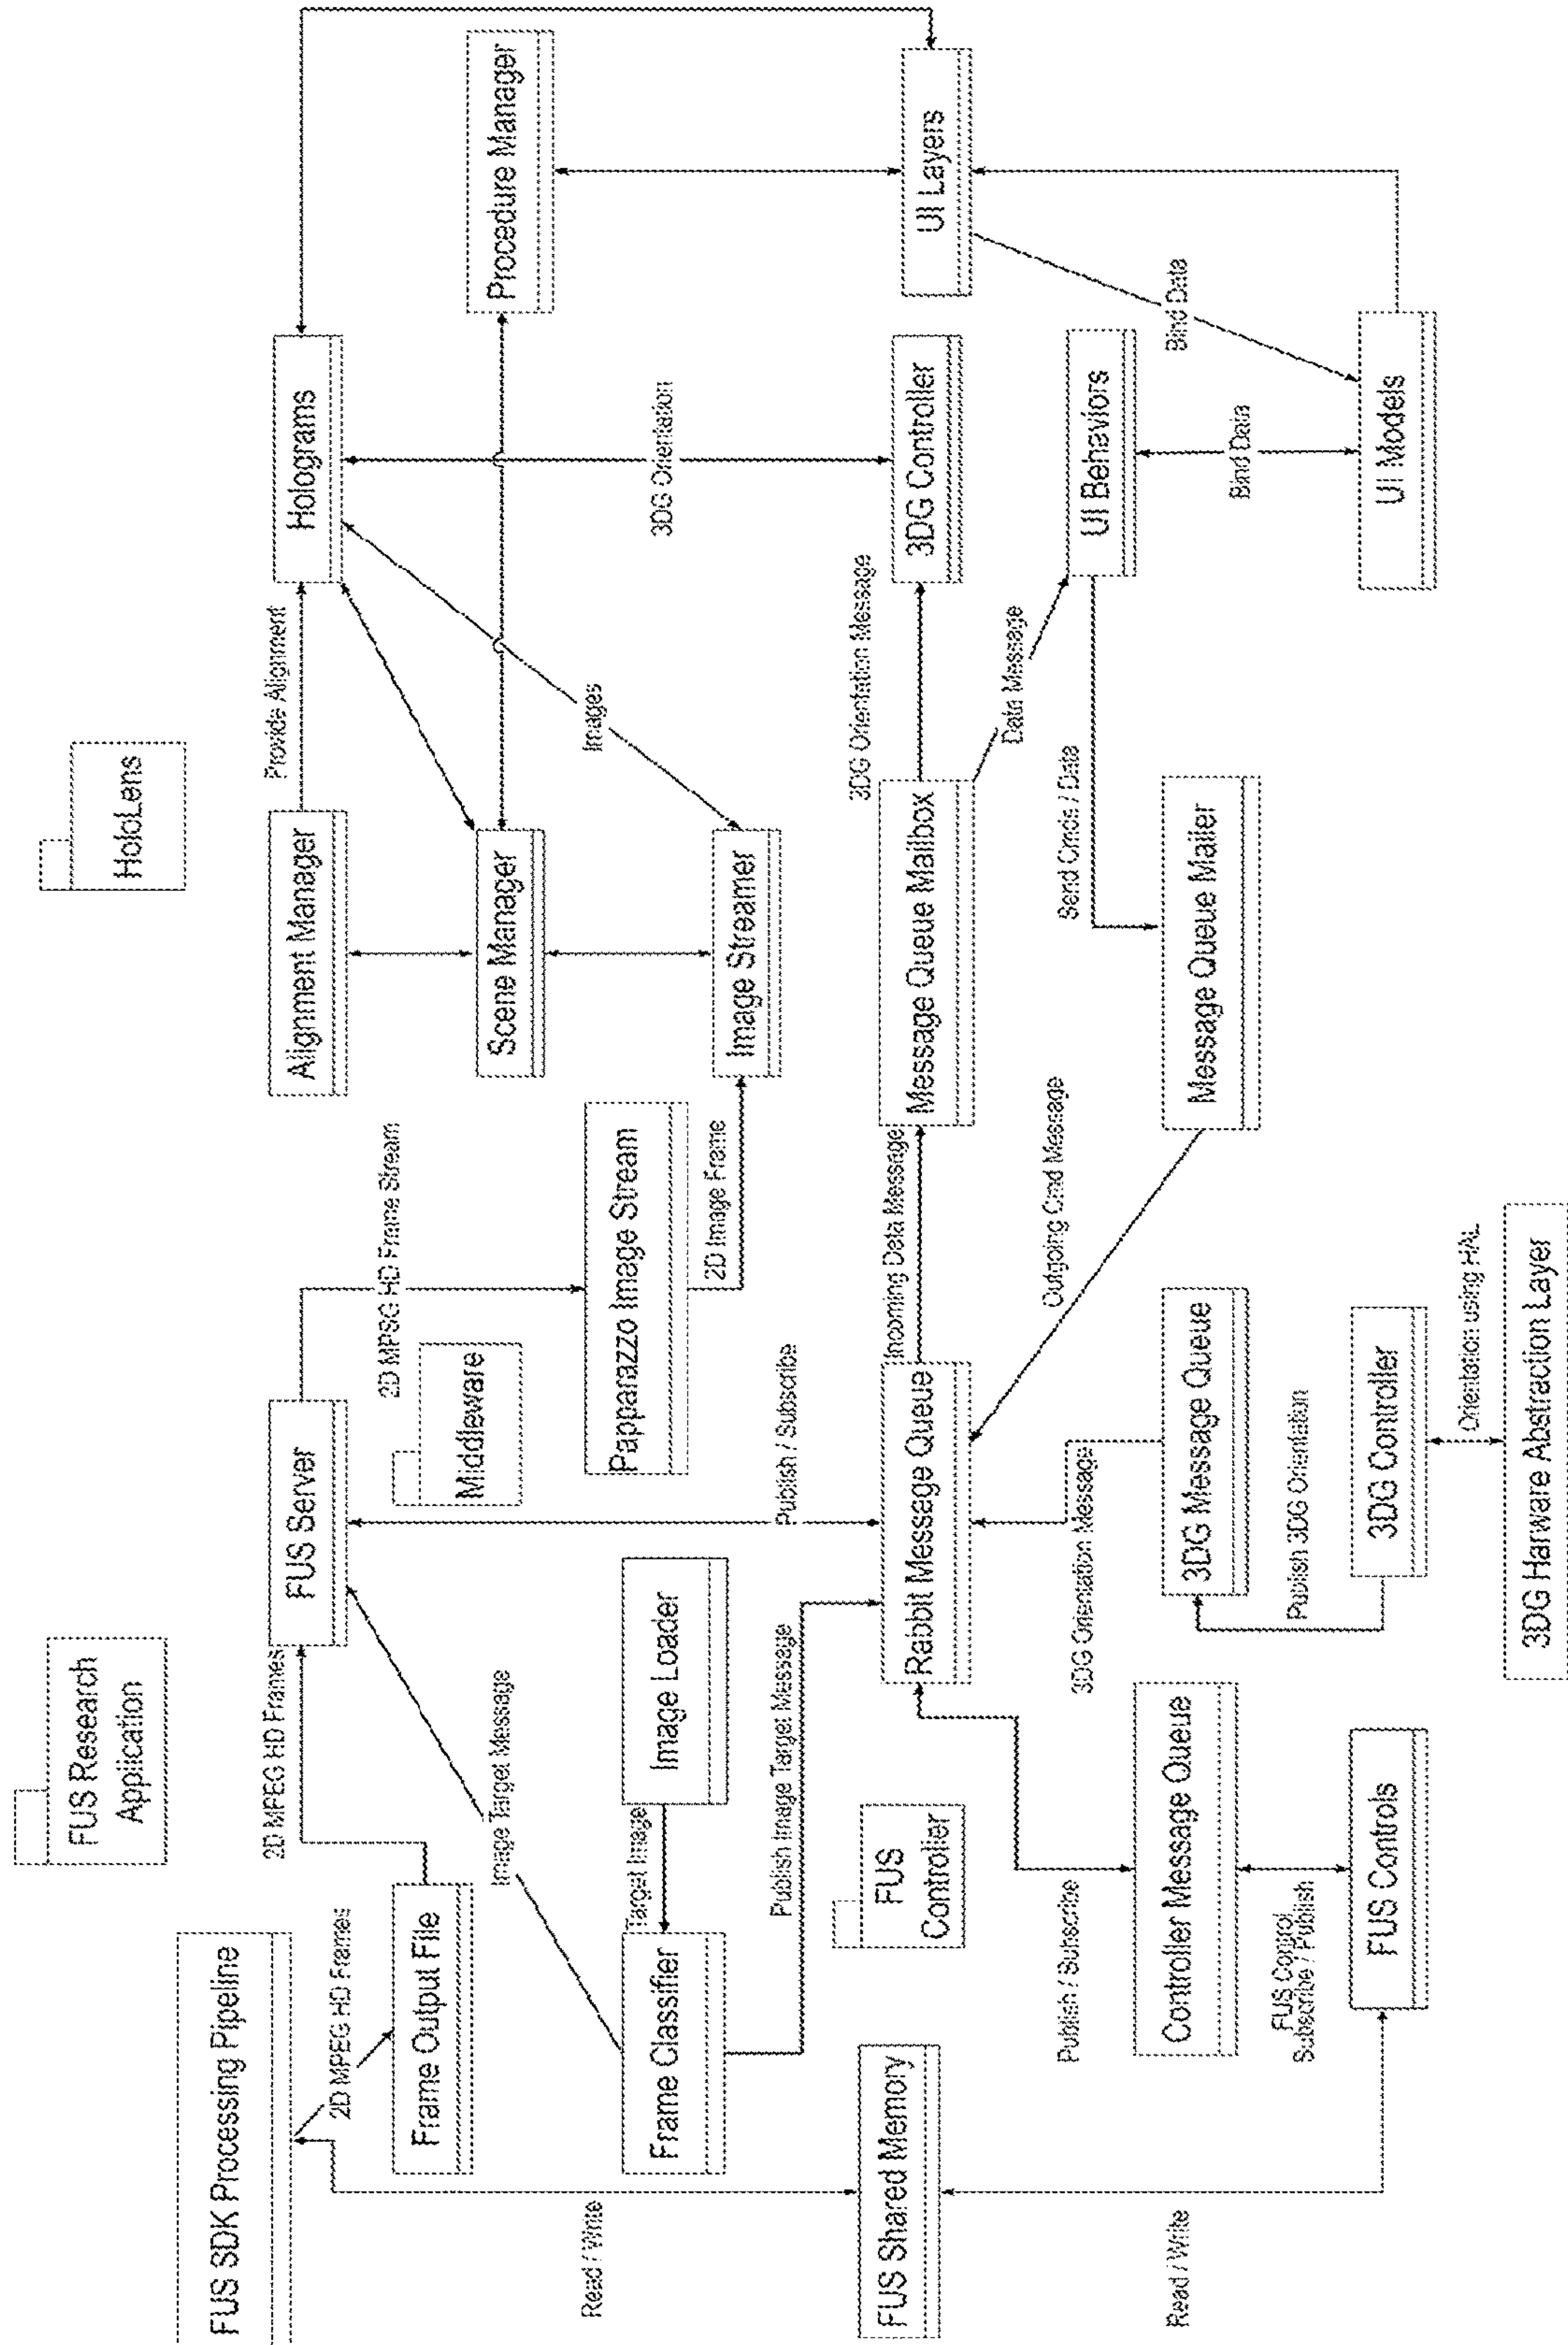 FUS Research
Application
HoloLens
FUS SDK Processing Pipeline
2D MPEG HD Frames
Frame Output File
2D MPEG HD Frames
FUS Server
2D MPSG HD Frame Stream
Alignment Manager
Provide Alignment
Holograms
Middleware
Papparazzo Image Stream
2D Image Frame
Scene Manager
Procedure Manager
Image Target Message
Image Loader
Target Image
Frame Classifier
Image Streamer
Images
3DG Orientation
Read / Write
Publish Image Target Message
Publish / Subscribe
FUS
Controller
FUS Shared Memory
Rabbit Message Queue
Incoming Data Message
Message Queue Mailbox
3DG Orientation Message
3DG Controller
UI Layers
Data Message
UI Behaviors
Send Cmds / Data
Outgoing Cmd Message
Message Queue Mailer
Bind Data
Bind Data
UI Models
Publish / Subscribe
Controller Message Queue
3DG Orientation Message
3DG Message Queue
FUS Control
Subscribe / Publish
Publish 3DG Orientation
Read / Write
FUS Controls
3DG Controller
Orientation using HAL
3DG Harware Abstraction Layer